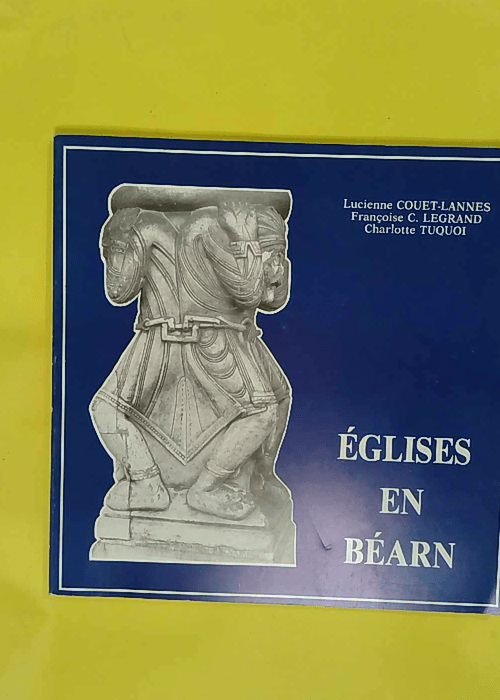 Lucienne COUET-LANNES
Françoise C. LEGRAND
Charlotte TUQUOI
ÉGLISES
EN
BÉARN